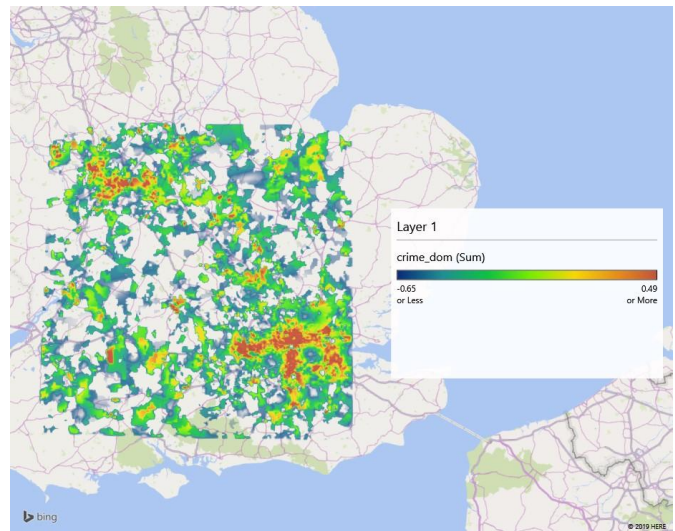 Layer 1
crime_dom (Sum)
-0.65
or Less
0.49
or More
bing
© 2019 HERE